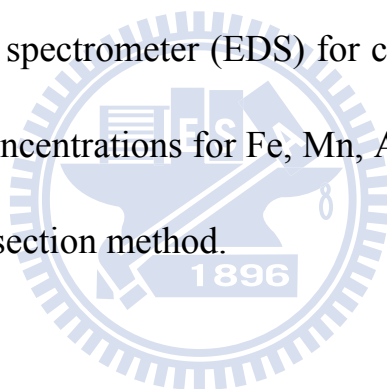 spectrometer (EDS) for c
ncentrations for Fe, Mn, A
section method.
E S A
1896